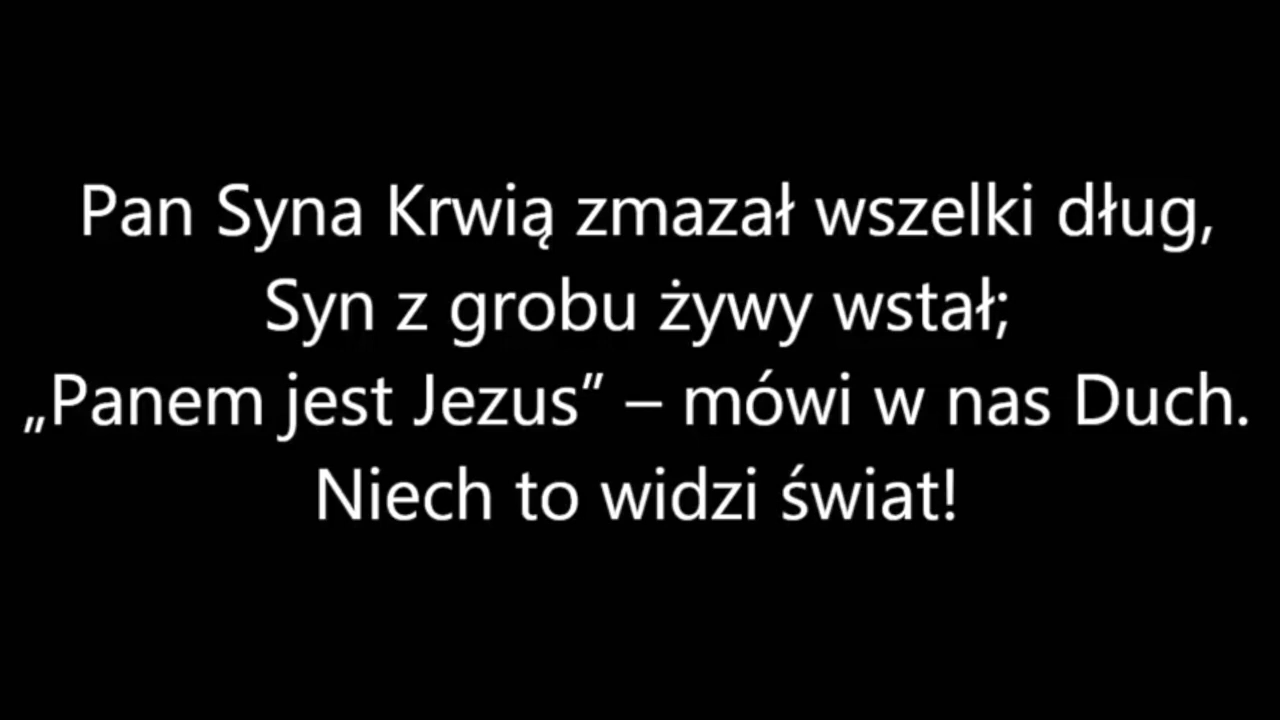 Pan Syna Krwią zmazał wszelki dług,
Syn z grobu żywy wstał;
„Panem jest Jezus” – mówi w nas Duch.
Niech to widzi świat!